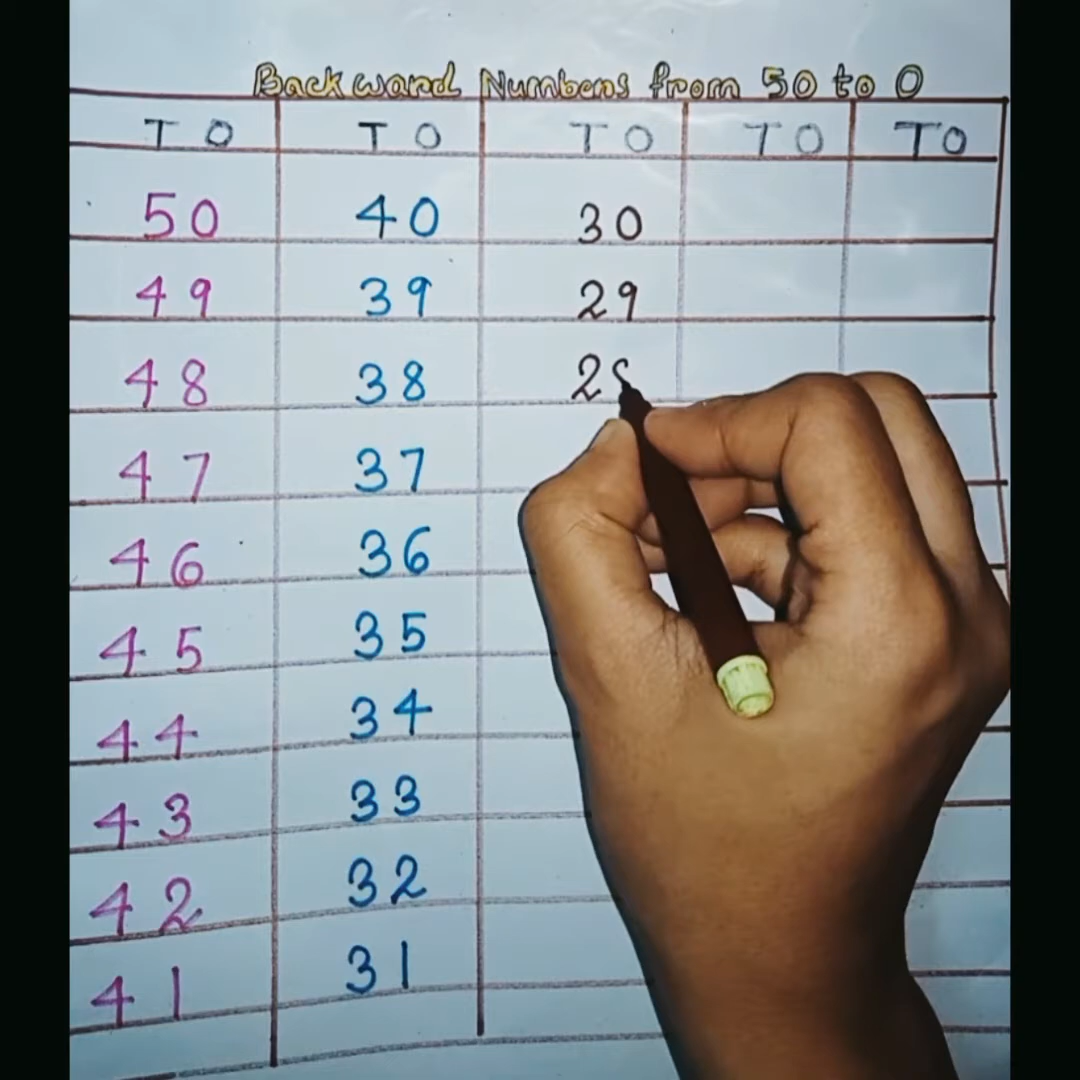 Backward Numbers from 50 to 0
T O T O T O T O T O
50 40 30
49 39 29
48 38 2
47 37
46 36
45 35
44 34
43 33
42 32
41 31